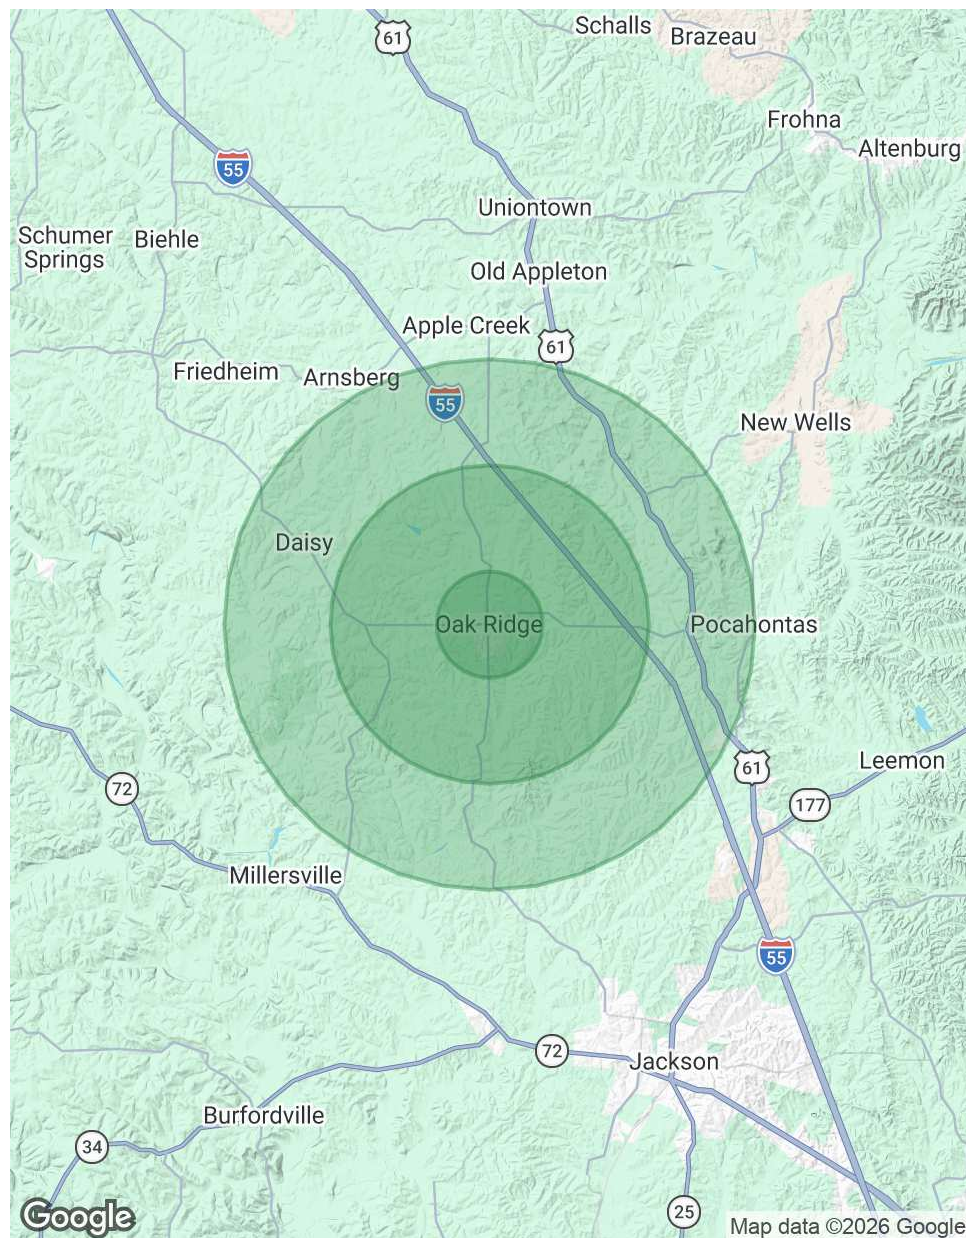 61
Schalls
Brazeau
Frohna
Altenburg
55
Uniontown
Schumer
Springs
Biehle
Old Appleton
Apple Creek
61
Friedheim
Arnsberg
55
New Wells
Daisy
Oak Ridge
Pocahontas
61
Leemon
72
177
Millersville
55
72
Jackson
Burfordville
34
25
Google
Map data ©2026 Google